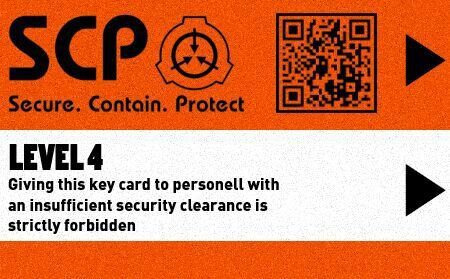 SCP
Secure. Contain. Protect
LEVEL 4
Giving this key card to personell with
an insufficient security clearance is
strictly forbidden